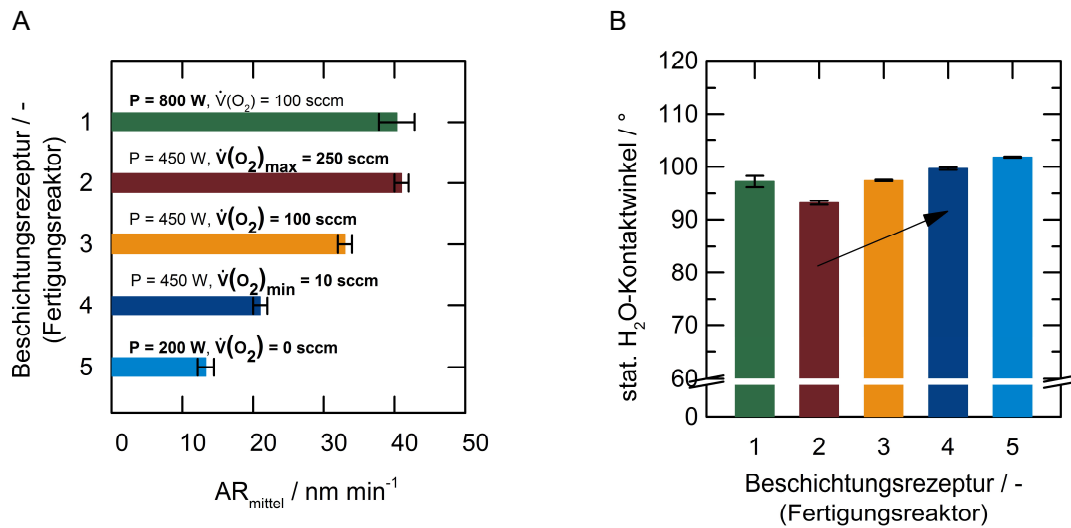 A
Beschichtungsrezeptur / -
(Fertigungsreaktor)
1
2
3
4
5
P = 800 W, V̇(O₂) = 100 sccm
P = 450 W, V̇(O₂)max = 250 sccm
P = 450 W, V̇(O₂) = 100 sccm
P = 450 W, V̇(O₂)min = 10 sccm
P = 200 W, V̇(O₂) = 0 sccm
0 10 20 30 40 50
ARmittel / nm min⁻¹
B
stat. H₂O-Kontaktwinkel / °
120
110
100
90
80
70
60
0
1 2 3 4 5
Beschichtungsrezeptur / -
(Fertigungsreaktor)